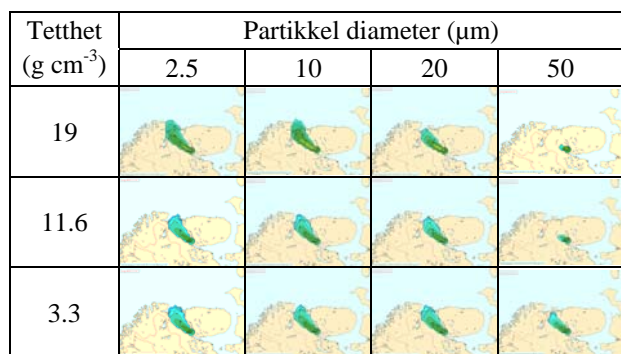 Tetthet
(g cm⁻³)
Partikkel diameter (µm)
2.5 10 20 50
19
11.6
3.3